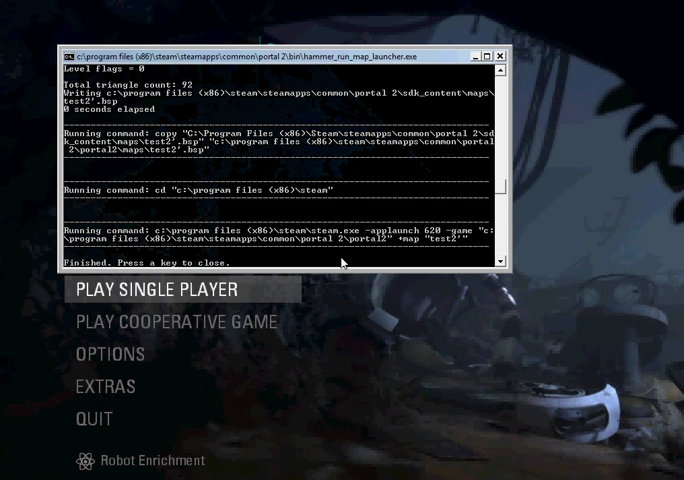 c:\program files (x86)\steam\steamapps\common\portal 2\bin\hammer_run_map_launcher.exe
Level flags = 0
Total triangle count: 92
Writing c:\program files (x86)\steam\steamapps\common\portal 2\sdk_content\maps\
test2'.bsp
0 seconds elapsed
Running command: copy "C:\Program Files (x86)\Steam\steamapps\common\portal 2\sd
k_content\maps\test2'.bsp" "c:\program files (x86)\steam\steamapps\common\portal
2\portal2\maps\test2'.bsp"
Running command: cd "c:\program files (x86)\steam"
Running command: c:\program files (x86)\steam\steam.exe -applaunch 620 -game "c:
\program files (x86)\steam\steamapps\common\portal 2\portal2" +map "test2'"
Finished. Press a key to close.
PLAY SINGLE PLAYER
PLAY COOPERATIVE GAME
OPTIONS
EXTRAS
QUIT
Robot Enrichment